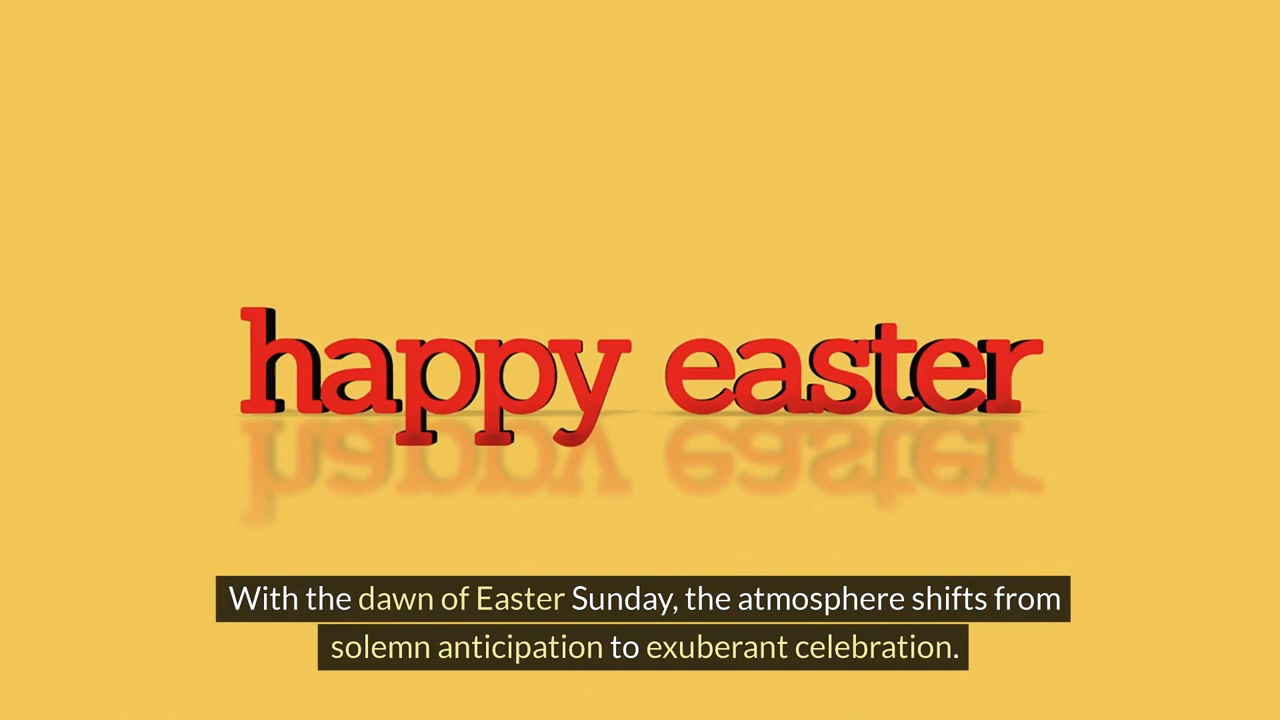 happy easter
With the dawn of Easter Sunday, the atmosphere shifts from
solemn anticipation to exuberant celebration.